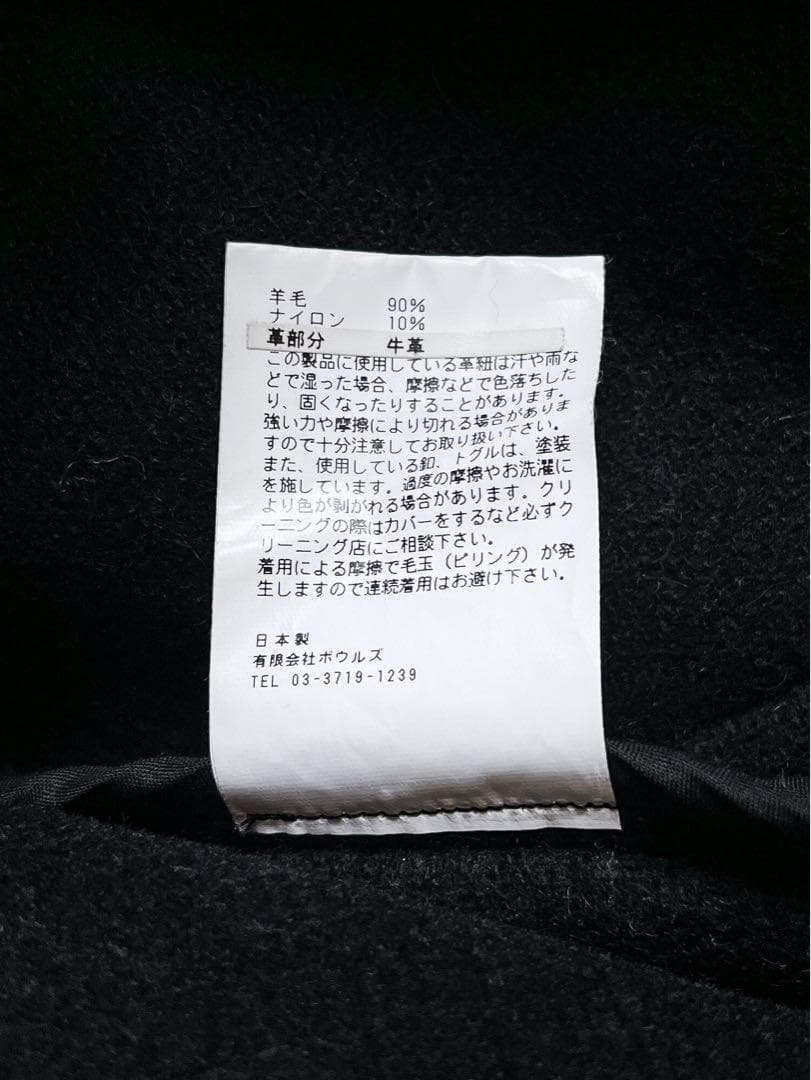 羊毛 90%
ナイロン 10%
革部分 牛革
この製品に使用している革紐は汗や雨な
どで湿った場合、摩擦などで色落ちした
り、固くなったりすることがあります。
強い力や摩擦により切れる場合がありま
すので十分注意してお取り扱い下さい。
また、使用している釦、トグルは、塗装
を施しています。過度の摩擦やお洗濯に
より色が剥がれる場合があります。クリ
ーニングの際はカバーをするなど必ずク
リーニング店にご相談下さい。
着用による摩擦で毛玉（ピリング）が発
生しますので連続着用はお避け下さい。
日本製
有限会社ボウルズ
TEL 03-3719-1239